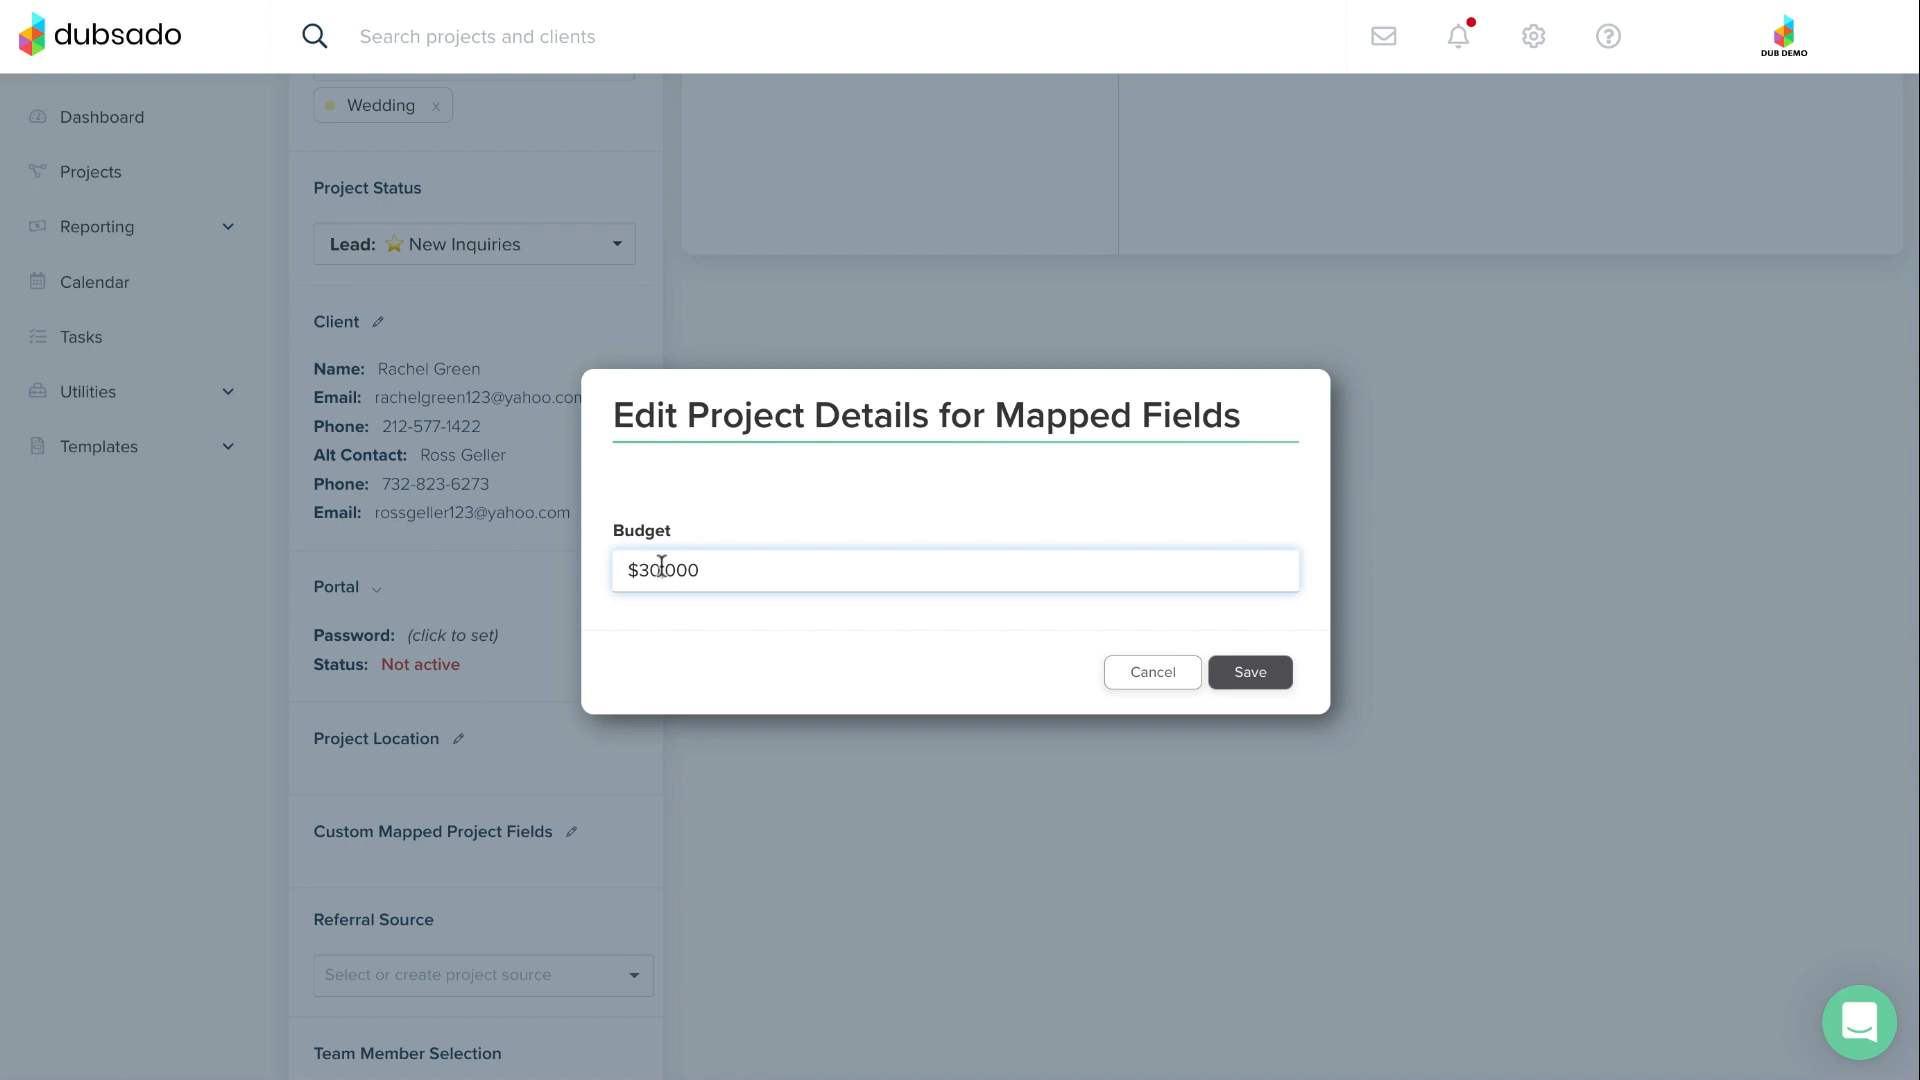 dubsado
Search projects and clients
DUB DEMO
Dashboard
Projects
Reporting
Calendar
Tasks
Utilities
Templates
Wedding x
Project Status
Lead: ⭐ New Inquiries
Client
Name: Rachel Green
Email: rachelgreen123@yahoo.con
Phone: 212-577-1422
Alt Contact: Ross Geller
Phone: 732-823-6273
Email: rossgeller123@yahoo.com
Portal
Password: (click to set)
Status: Not active
Project Location
Custom Mapped Project Fields
Referral Source
Select or create project source
Team Member Selection
Edit Project Details for Mapped Fields
Budget
$30,000
Cancel
Save